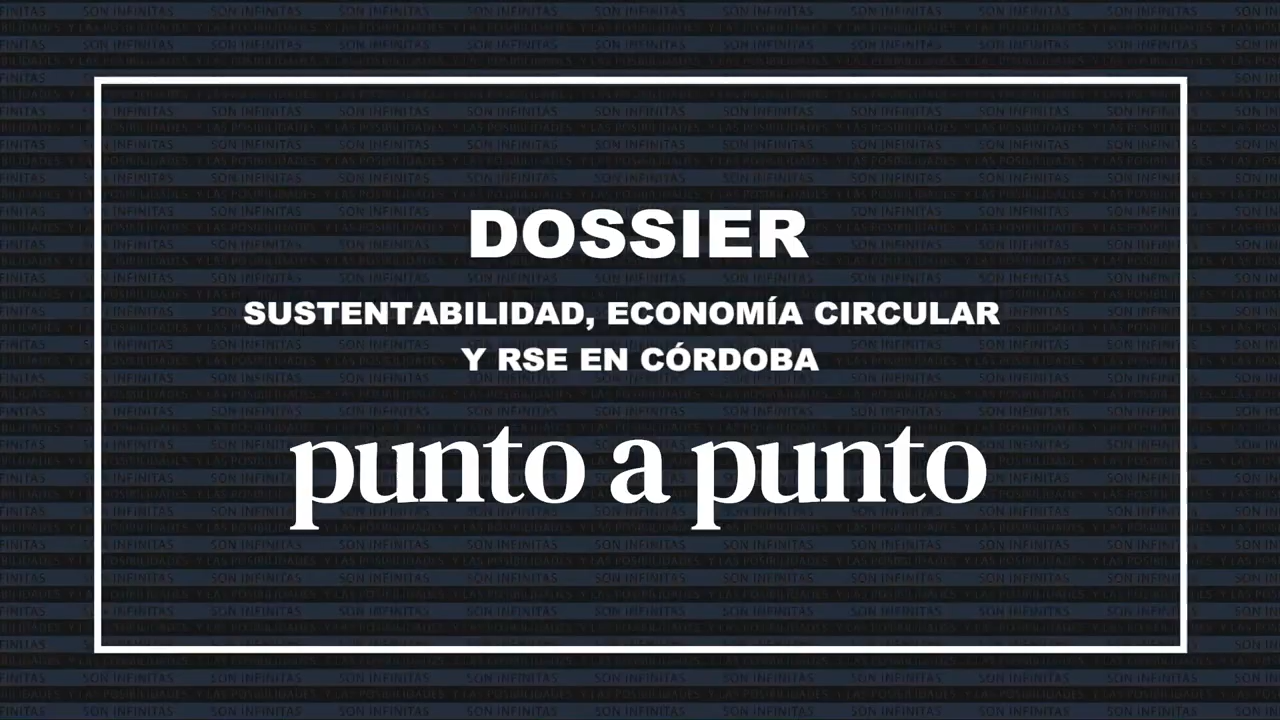 DOSSIER
SUSTENTABILIDAD, ECONOMÍA CIRCULAR
Y RSE EN CÓRDOBA
punto a punto